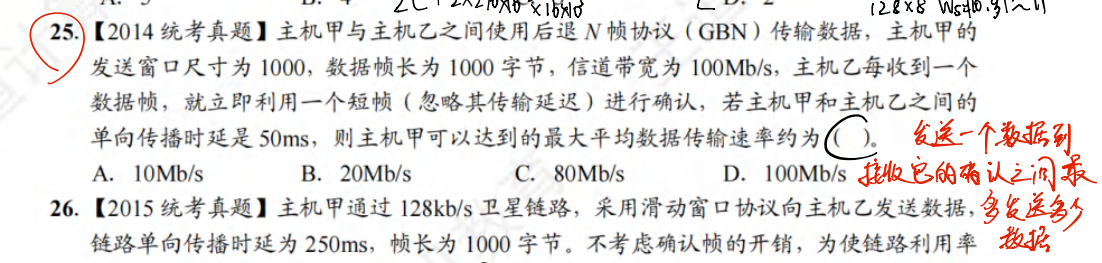 25.【2014 统考真题】主机甲与主机乙之间使用后退 N 帧协议（GBN）传输数据，主机甲的
发送窗口尺寸为 1000，数据帧长为 1000 字节，信道带宽为 100Mb/s，主机乙每收到一个
数据帧，就立即利用一个短帧（忽略其传输延迟）进行确认，若主机甲和主机乙之间的
单向传播时延是 50ms，则主机甲可以达到的最大平均数据传输速率约为（ ）。
A. 10Mb/s B. 20Mb/s C. 80Mb/s D. 100Mb/s
发送一个数据到
接收它的确认之间最
多发送多少
数据
26.【2015 统考真题】主机甲通过 128kb/s 卫星链路，采用滑动窗口协议向主机乙发送数据，
链路单向传播时延为 250ms，帧长为 1000 字节。不考虑确认帧的开销，为使链路利用率